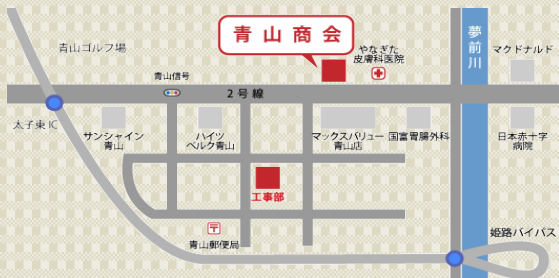 青山商会
夢前川
青山ゴルフ場
やなぎた
皮膚科医院
マクドナルド
青山信号
2号線
太子東IC
サンシャイン
青山
ハイツ
ベルク青山
マックスバリュー
青山店
国富胃腸外科
日本赤十字
病院
工事部
青山郵便局
姫路バイパス